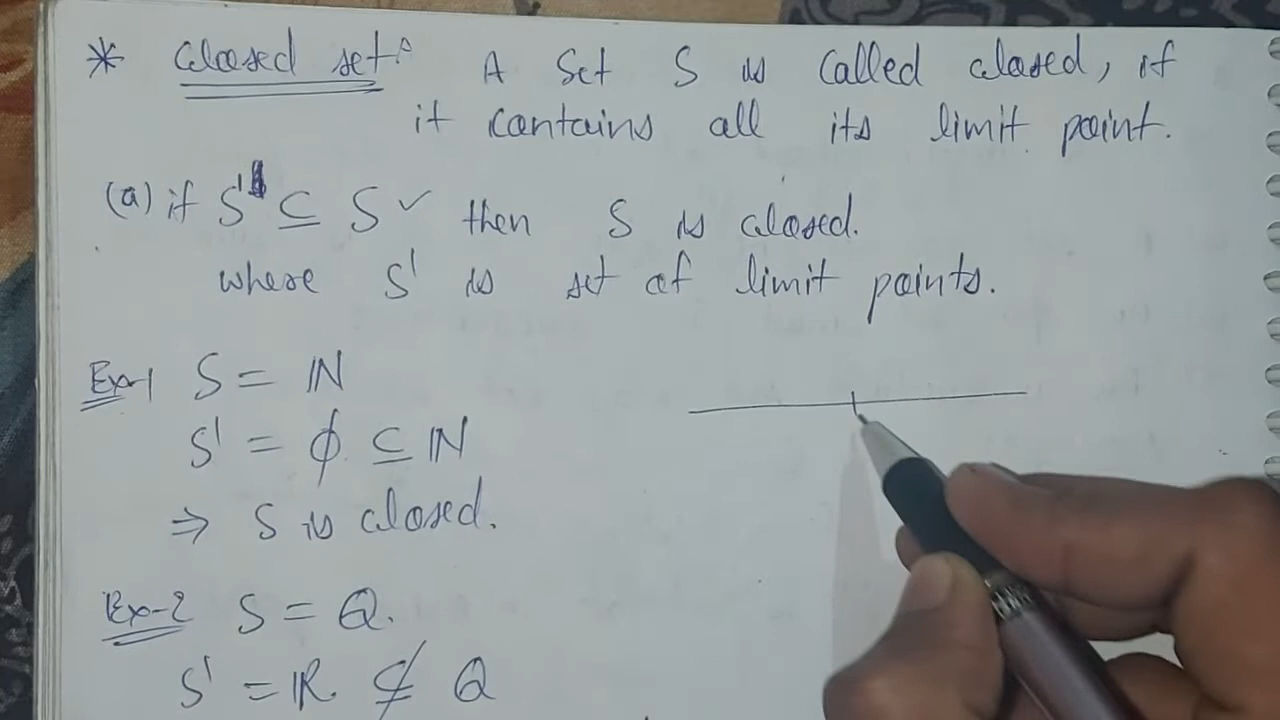 * Closed set: A set S is called closed, if
it contains all its limit point.
(a) if S' ⊆ S ✓ then S is closed.
where S' is set of limit points.
Ex-1 S = ℕ
S' = ϕ ⊆ ℕ
⇒ S is closed.
Ex-2 S = Q.
S' = ℝ. ⊄ Q